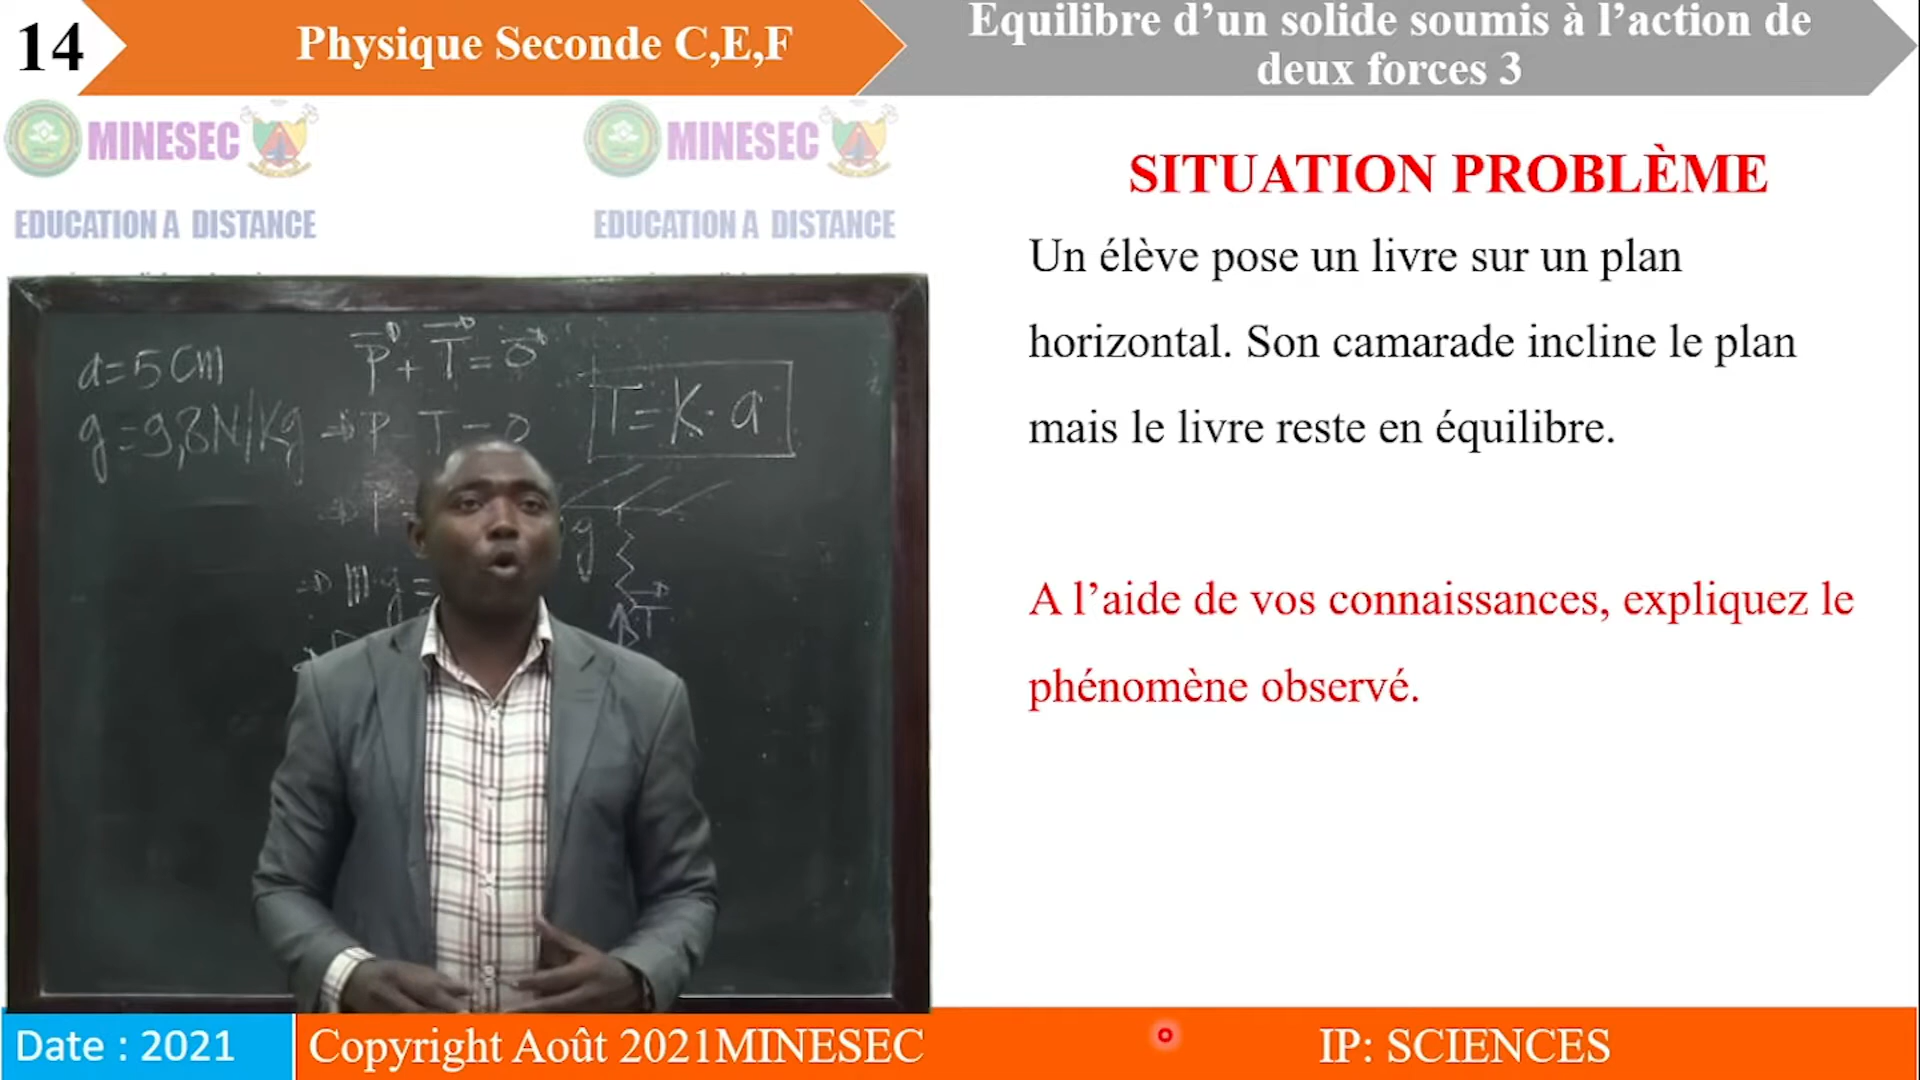 14
Physique Seconde C,E,F
Equilibre d’un solide soumis à l’action de
deux forces 3
MINESEC
EDUCATION A DISTANCE
MINESEC
EDUCATION A DISTANCE
SITUATION PROBLÈME
Un élève pose un livre sur un plan
horizontal. Son camarade incline le plan
mais le livre reste en équilibre.
A l’aide de vos connaissances, expliquez le
phénomène observé.
a=5cm
g=9,8N/Kg
P+T=0
⇒P-T=0
T=K·a
⇒P
⇒m·g=
g
T
Date : 2021
Copyright Août 2021MINESEC
IP: SCIENCES